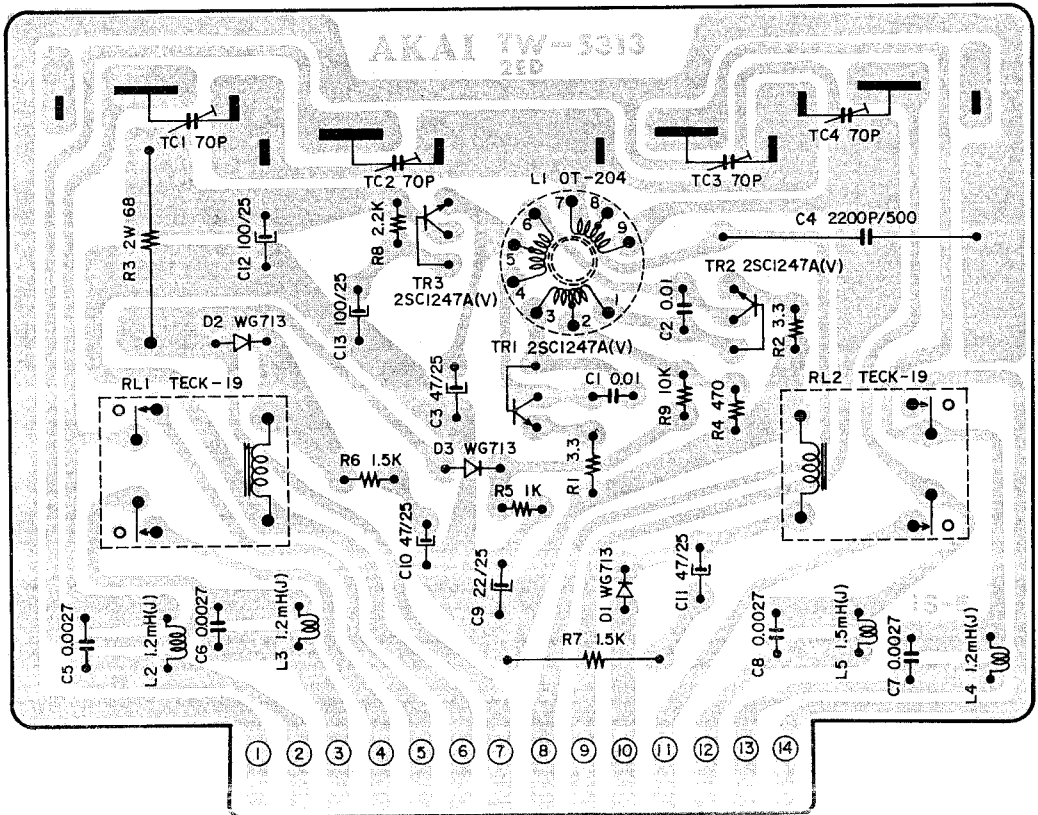 AKAI TW-5313
2ED
TC1 70P
TC2 70P
TC3 70P
TC4 70P
L1 OT-204
R3 2W 68
C12 100/25
R8 2.2K
TR3
2SC1247A(V)
C4 2200P/500
TR2 2SC1247A(V)
1
2
3
4
5
6
7
8
9
D2 WG713
C13 100/25
C2 0.01
R2 3.3
TR1 2SC1247A(V)
RL1 TECK-19
C3 47/25
C1 0.01
R9 10K
R4 470
RL2 TECK-19
D3 WG713
R6 1.5K
R5 1K
R1 3.3
C10 47/25
C9 22/25
D1 WG713
C11 47/25
C5 0.0027
L2 1.2mH(J)
C6 0.0027
L3 1.2mH(J)
R7 1.5K
C8 0.0027
L5 1.5mH(J)
C7 0.0027
L4 1.2mH(J)
1 2 3 4 5 6 7 8 9 10 11 12 13 14